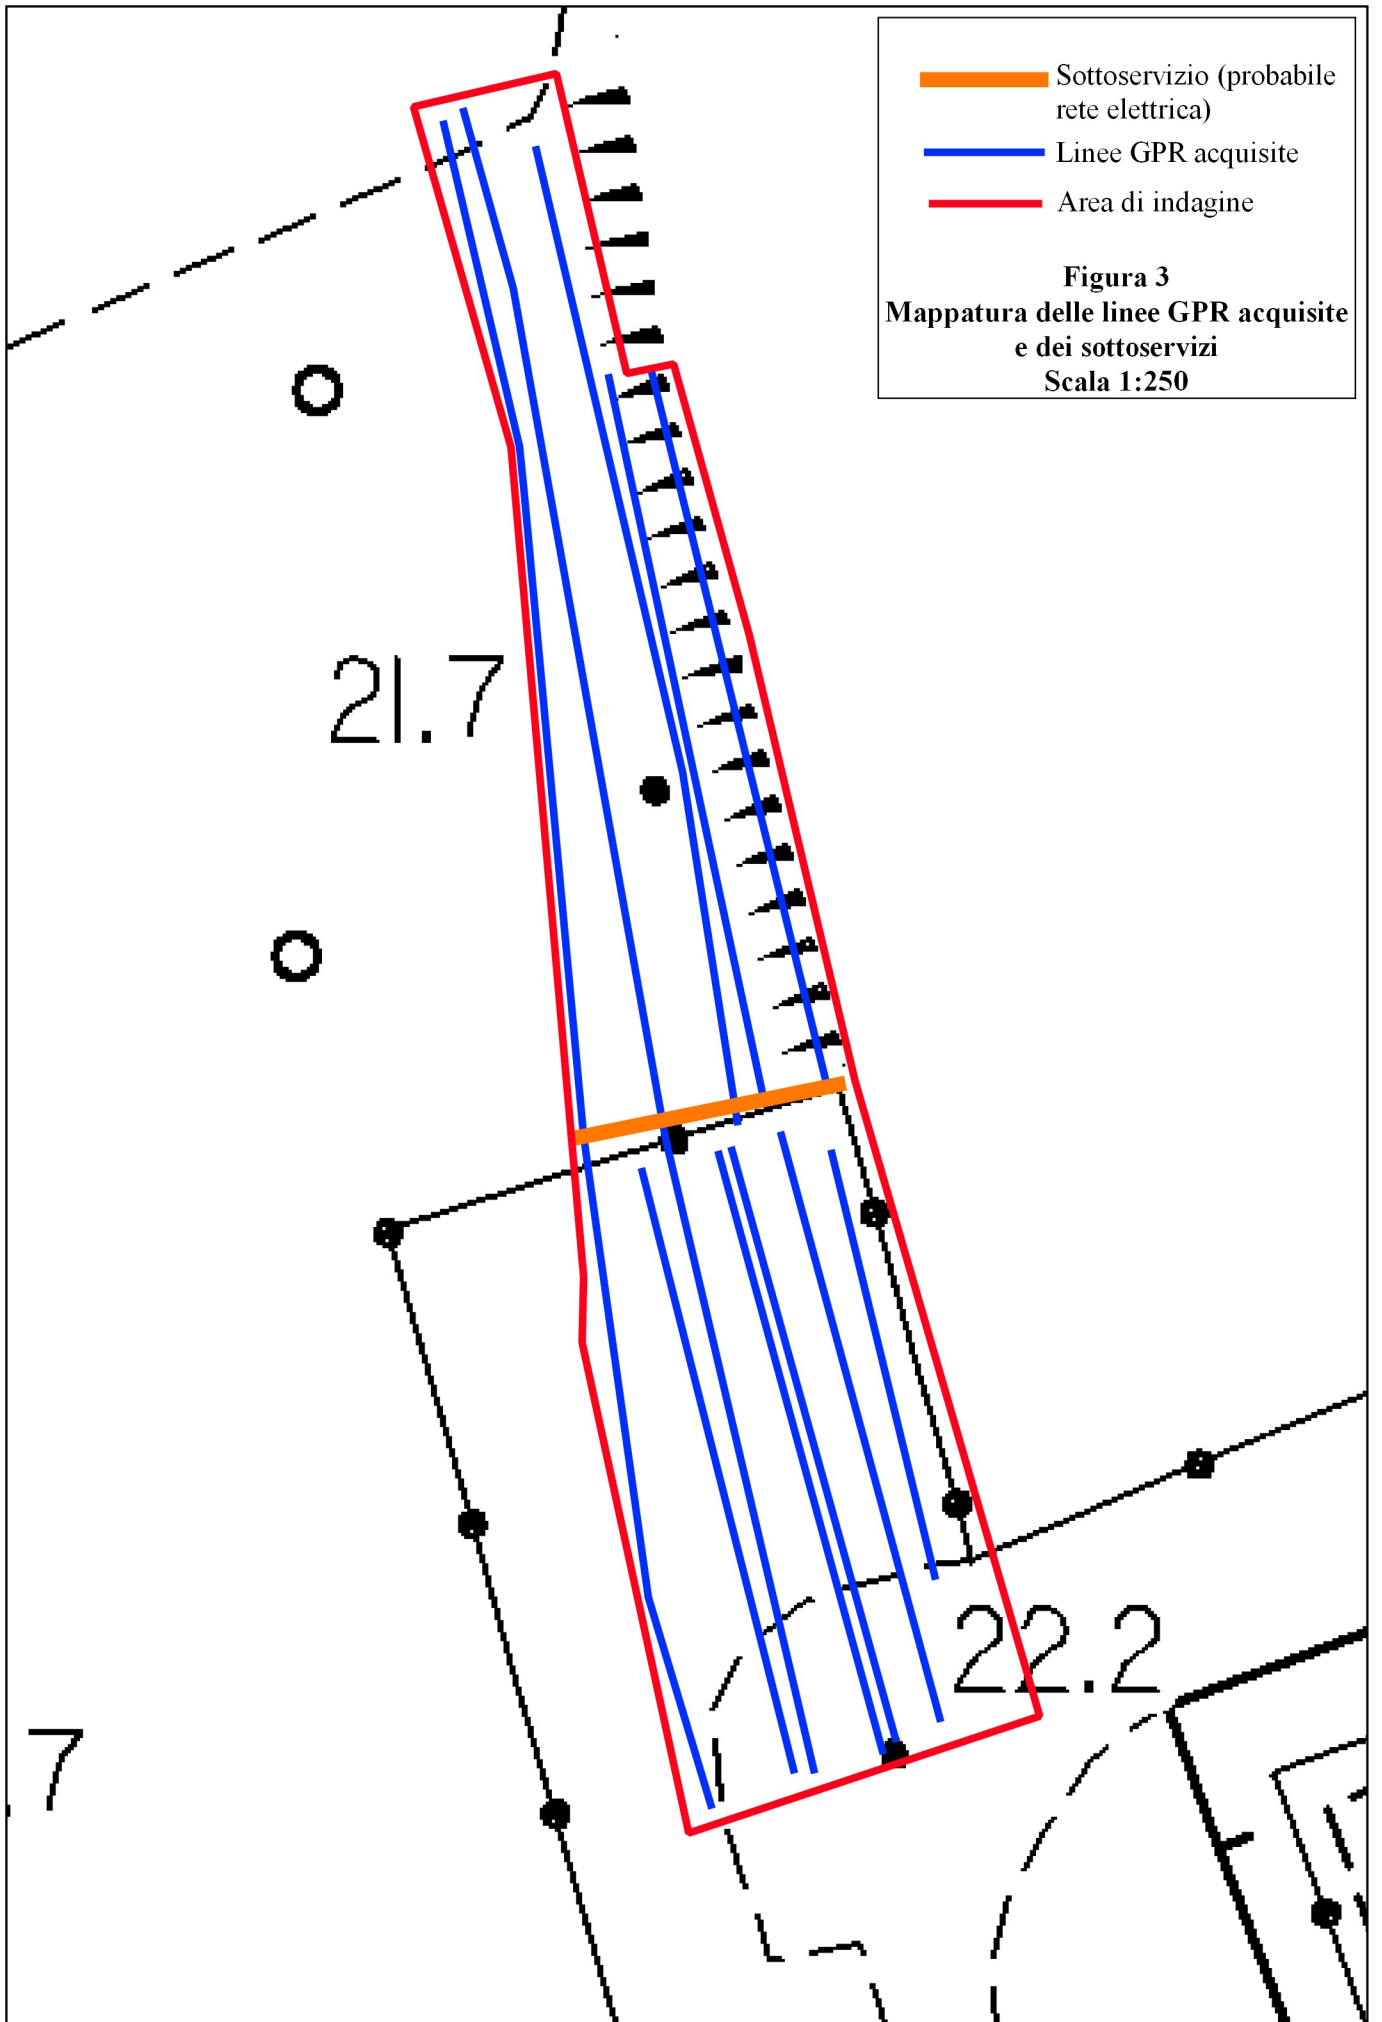 Sottoservizio (probabile
rete elettrica)
Linee GPR acquisite
Area di indagine
Figura 3
Mappatura delle linee GPR acquisite
e dei sottoservizi
Scala 1:250
21.7
22.2
.7